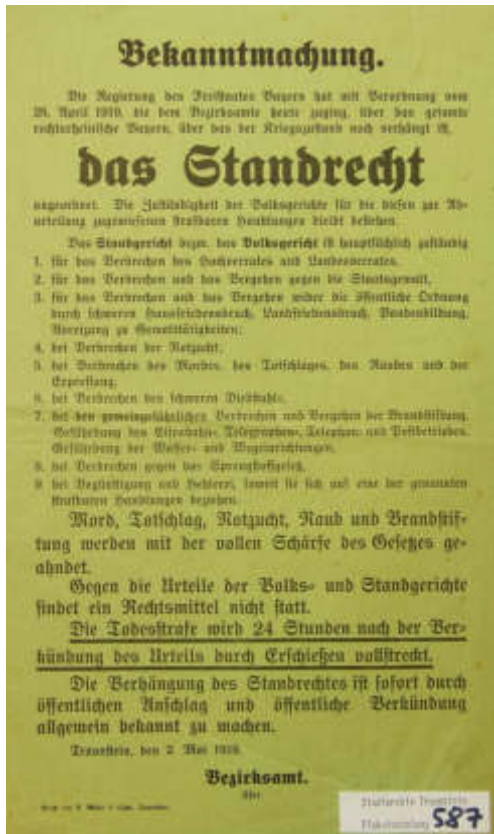 Bekanntmachung.
Die Regierung des Freistaates Bayern hat mit Verordnung vom
28. April 1919, die dem Bezirksamte heute zuging, über das gesamte
rechtsrheinische Bayern, über das der Kriegszustand noch verhängt ist,
das Standrecht
angeordnet. Die Zuständigkeit der Volksgerichte für die diesen zur Ab-
urteilung zugewiesenen strafbaren Handlungen bleibt bestehen.
Das Standgericht bezw. das Volksgericht ist hauptsächlich zuständig
1. für das Verbrechen des Hochverrates und Landesverrates,
2. für das Verbrechen und das Vergehen gegen die Staatsgewalt,
3. für das Verbrechen und das Vergehen wider die öffentliche Ordnung
durch schweren Hausfriedensbruch, Landfriedensbruch, Bandenbildung,
Anreizung zu Gewalttätigkeiten;
4. bei Verbrechen der Notzucht,
5. bei Verbrechen des Mordes, des Totschlages, des Raubes und der
Erpressung,
6. bei Verbrechen des schweren Diebstahls,
7. bei den gemeingefährlichen Verbrechen und Vergehen der Brandstiftung,
Gefährdung des Eisenbahn-, Telegraphen-, Telephon- und Postbetriebes,
Gefährdung der Wasser- und Wegeinrichtungen,
8. bei Verbrechen gegen das Sprengstoffgesetz,
9. bei Begünstigung und Hehlerei, soweit sie sich auf eine der genannten
strafbaren Handlungen beziehen.
Mord, Totschlag, Notzucht, Raub und Brandstif-
tung werden mit der vollen Schärfe des Gesetzes ge-
ahndet.
Gegen die Urteile der Volks- und Standgerichte
findet ein Rechtsmittel nicht statt.
Die Todesstrafe wird 24 Stunden nach der Ver-
kündung des Urteils durch Erschießen vollstreckt.
Die Verhängung des Standrechtes ist sofort durch
öffentlichen Anschlag und öffentliche Verkündung
allgemein bekannt zu machen.
Traunstein, den 2. Mai 1919.
Bezirksamt.
Stadtarchiv Traunstein
Plakatsammlung 587